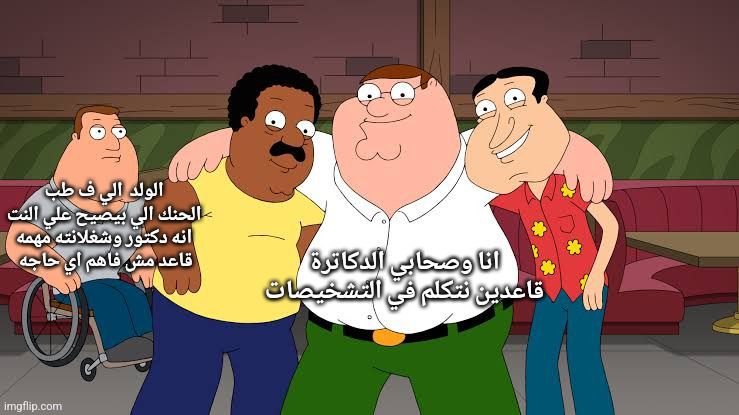 الولد الي ف طب
الحنك الي بيصيح علي النت
انه دكتور وشغلانته مهمه
قاعد مش فاهم اي حاجه
انا وصحابي الدكاترة
قاعدين نتكلم في التشخيصات
imgflip.com